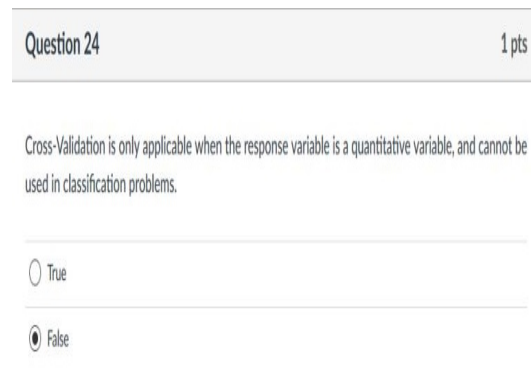 Question 24
1 pts
Cross-Validation is only applicable when the response variable is a quantitative variable, and cannot be
used in classification problems.
True
False